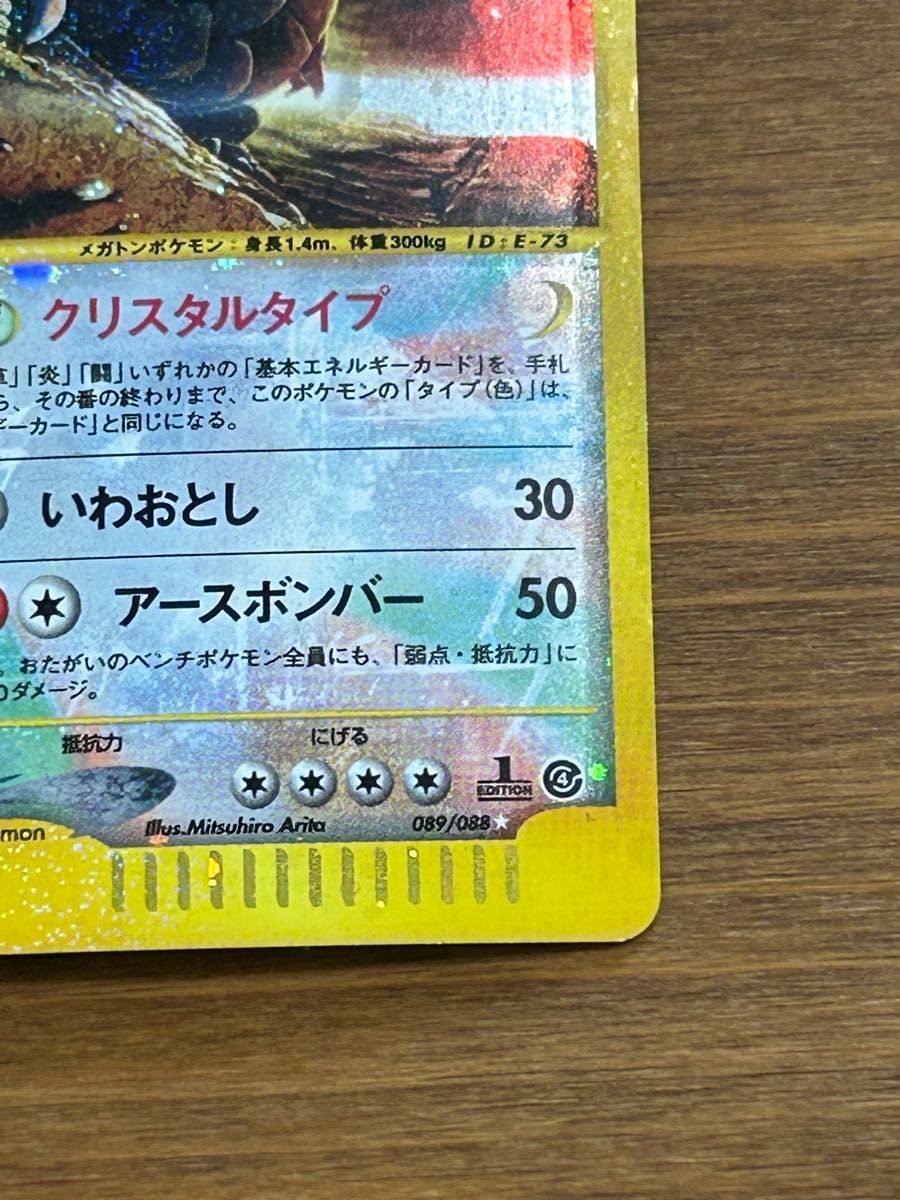 メガトンポケモン：身長1.4m. 体重300kg ID：E-73
クリスタルタイプ
」「炎」「闘」いずれかの「基本エネルギーカード」を、手札
ら、その番の終わりまで、このポケモンの「タイプ（色）」は、
ギーカード」と同じになる。
いわおとし 30
アースボンバー 50
。おたがいのベンチポケモン全員にも、「弱点・抵抗力」に
0ダメージ。
抵抗力 にげる
1 EDITION 4
mon Illus.Mitsuhiro Arita 089/088★